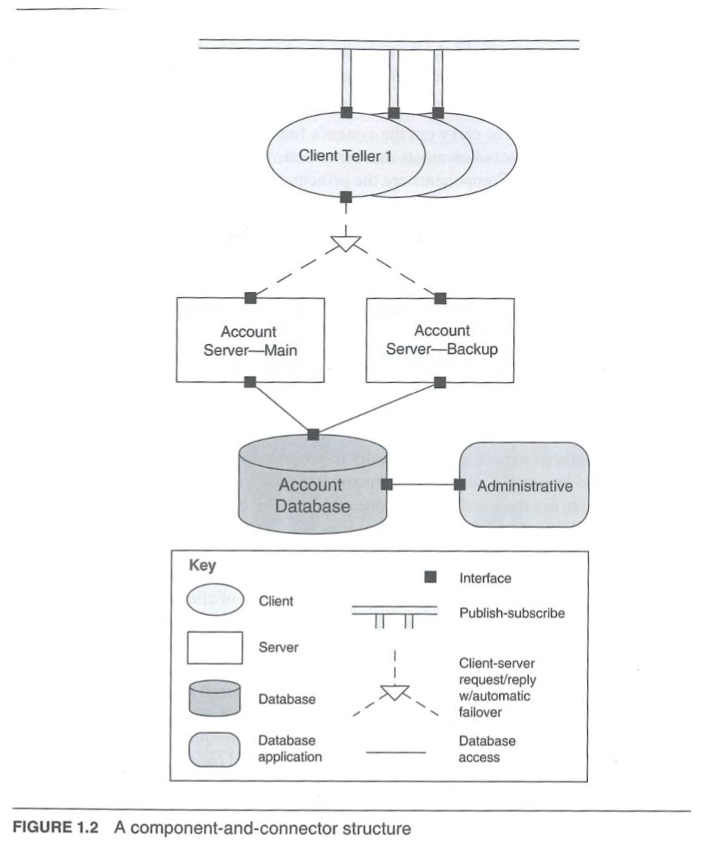 Client Teller 1
Account
Server—Main
Account
Server—Backup
Account
Database
Administrative
Key
Client
Server
Database
Database
application
Interface
Publish-subscribe
Client-server
request/reply
w/automatic
failover
Database
access
FIGURE 1.2 A component-and-connector structure